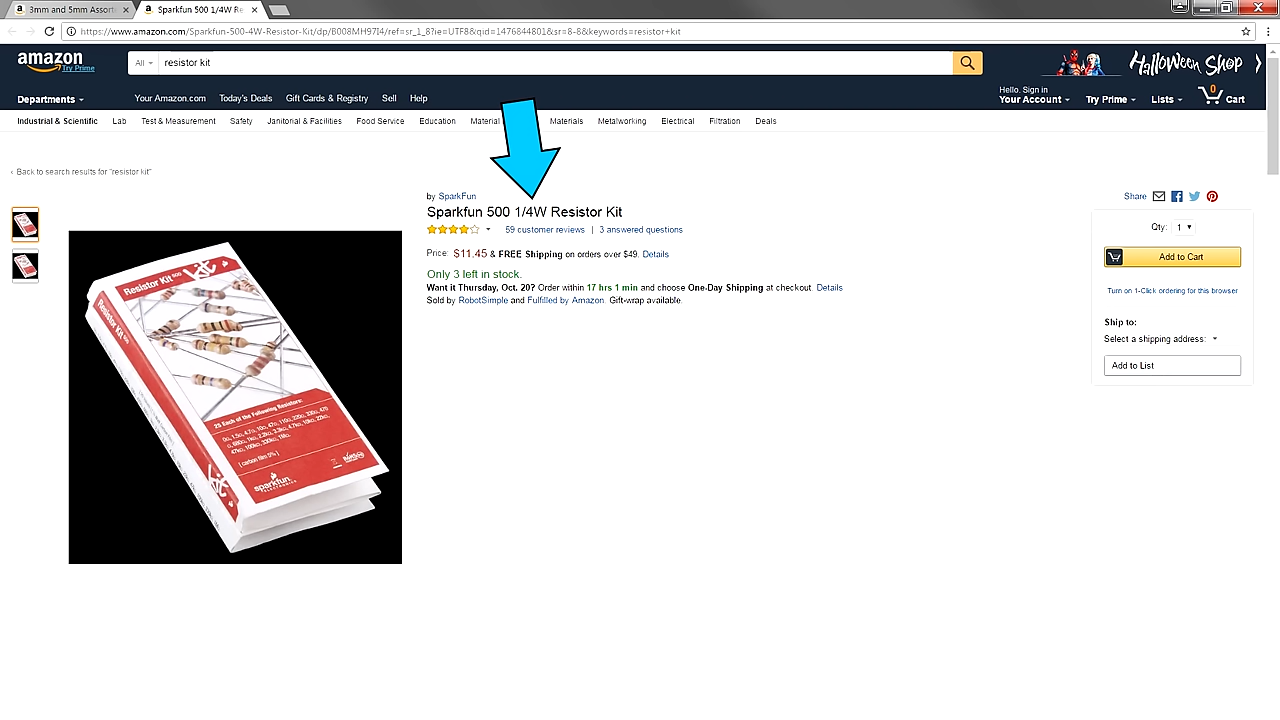 3mm and 5mm Assort
Sparkfun 500 1/4W Re
https://www.amazon.com/Sparkfun-500-4W-Resistor-Kit/dp/B008MH97I4/ref=sr_1_8?ie=UTF8&qid=1476844801&sr=8-8&keywords=resistor+kit
amazon
Try Prime
All
resistor kit
Halloween Shop
Departments
Your Amazon.com
Today's Deals
Gift Cards & Registry
Sell
Help
Hello. Sign in
Your Account
Try Prime
Lists
0
Cart
Industrial & Scientific
Lab
Test & Measurement
Safety
Janitorial & Facilities
Food Service
Education
Material
Materials
Metalworking
Electrical
Filtration
Deals
‹ Back to search results for "resistor kit"
by SparkFun
Sparkfun 500 1/4W Resistor Kit
59 customer reviews | 3 answered questions
Price: $11.45 & FREE Shipping on orders over $49. Details
Only 3 left in stock.
Want it Thursday, Oct. 20? Order within 17 hrs 1 min and choose One-Day Shipping at checkout. Details
Sold by RobotSimple and Fulfilled by Amazon. Gift-wrap available.
Share
Qty: 1
Add to Cart
Turn on 1-Click ordering for this browser
Ship to:
Select a shipping address:
Add to List
Resistor Kit 500
kit
Resistor Kit 500
25 Each of the Following Resistors:
[ carbon film 5% ]
sparkfun
ELECTRONICS
kit